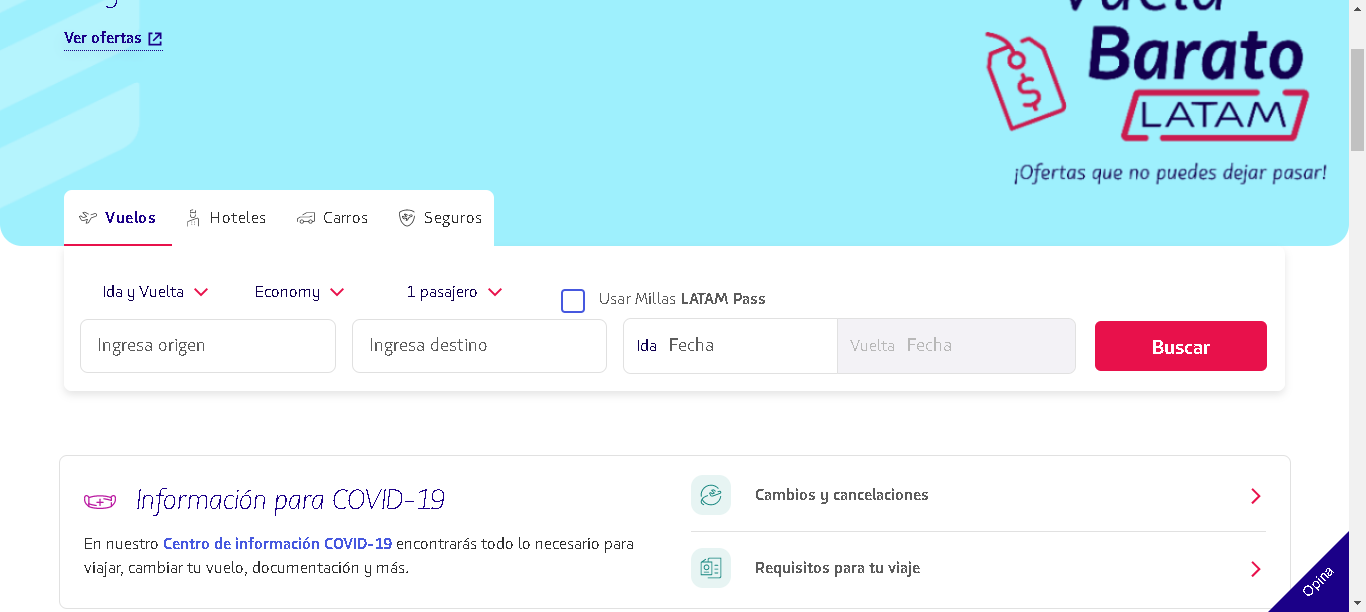 Ver ofertas
Vuela
Barato
LATAM
¡Ofertas que no puedes dejar pasar!
Vuelos Hoteles Carros Seguros
Ida y Vuelta Economy 1 pasajero Usar Millas LATAM Pass
Ingresa origen Ingresa destino Ida Fecha Vuelta Fecha Buscar
Información para COVID-19
En nuestro Centro de información COVID-19 encontrarás todo lo necesario para
viajar, cambiar tu vuelo, documentación y más.
Cambios y cancelaciones
Requisitos para tu viaje
Opina